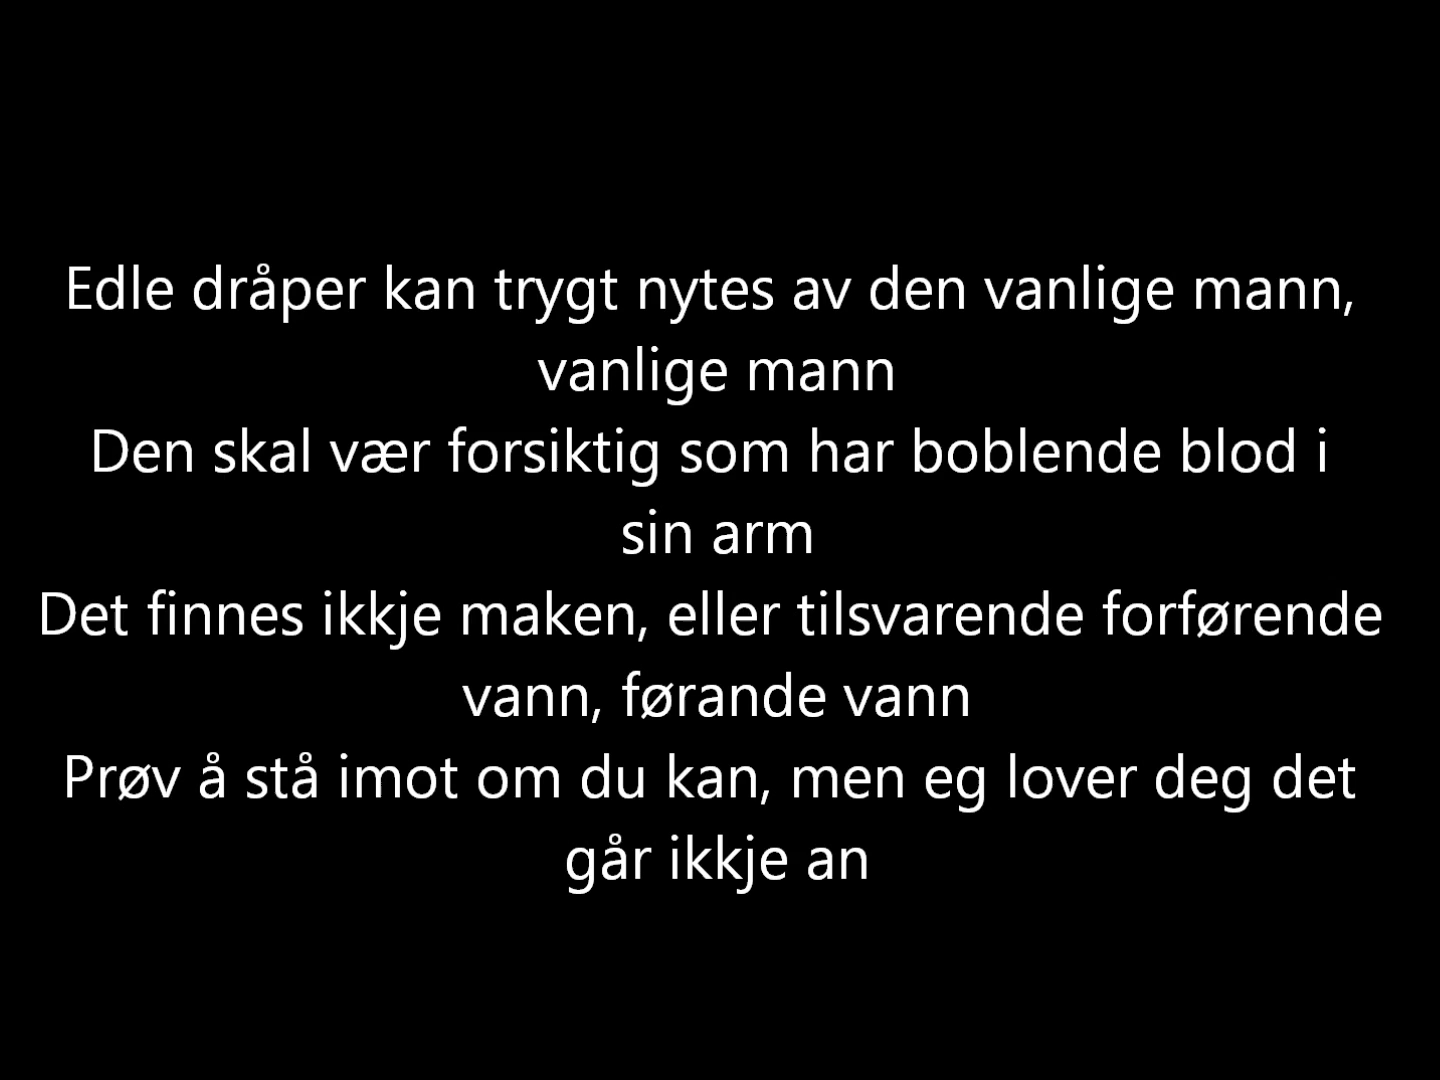 Edle dråper kan trygt nytes av den vanlige mann,
vanlige mann
Den skal vær forsiktig som har boblende blod i
sin arm
Det finnes ikkje maken, eller tilsvarende forførende
vann, førande vann
Prøv å stå imot om du kan, men eg lover deg det
går ikkje an